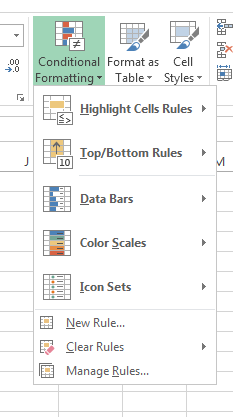 Conditional Formatting
Format as Table
Cell Styles
.00
.0
Highlight Cells Rules
≤>
Top/Bottom Rules
10
J
M
Data Bars
Color Scales
Icon Sets
New Rule...
Clear Rules
Manage Rules...